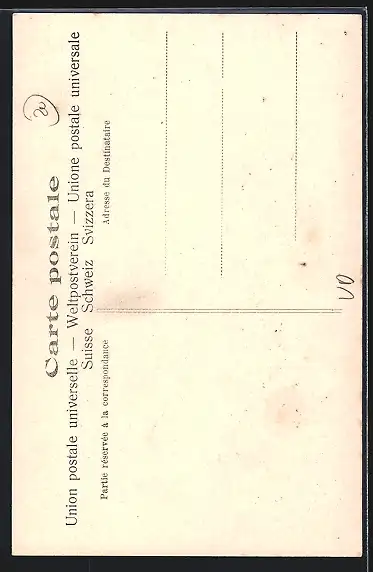 Carte postale
Union postale universelle — Weltpostverein — Unione postale universale
Suisse Schweiz Svizzera
Partie réservée à la correspondance
Adresse du Destinataire
VD